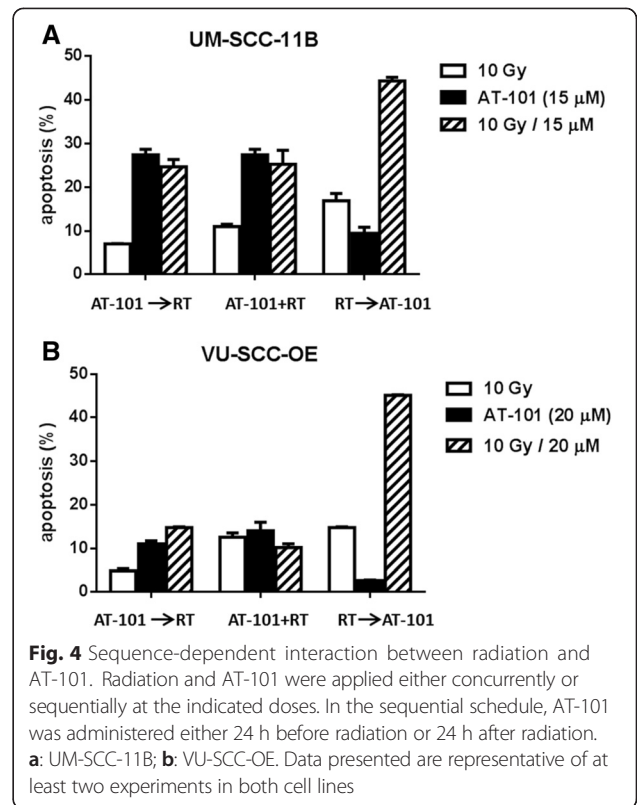 A
UM-SCC-11B
50
40
30
20
10
0
apoptosis (%)
10 Gy
AT-101 (15 μM)
10 Gy / 15 μM
AT-101 →RT
AT-101+RT
RT→AT-101
B
VU-SCC-OE
50
40
30
20
10
0
apoptosis (%)
10 Gy
AT-101 (20 μM)
10 Gy / 20 μM
AT-101 →RT
AT-101+RT
RT→AT-101
Fig. 4 Sequence-dependent interaction between radiation and
AT-101. Radiation and AT-101 were applied either concurrently or
sequentially at the indicated doses. In the sequential schedule, AT-101
was administered either 24 h before radiation or 24 h after radiation.
a: UM-SCC-11B; b: VU-SCC-OE. Data presented are representative of at
least two experiments in both cell lines